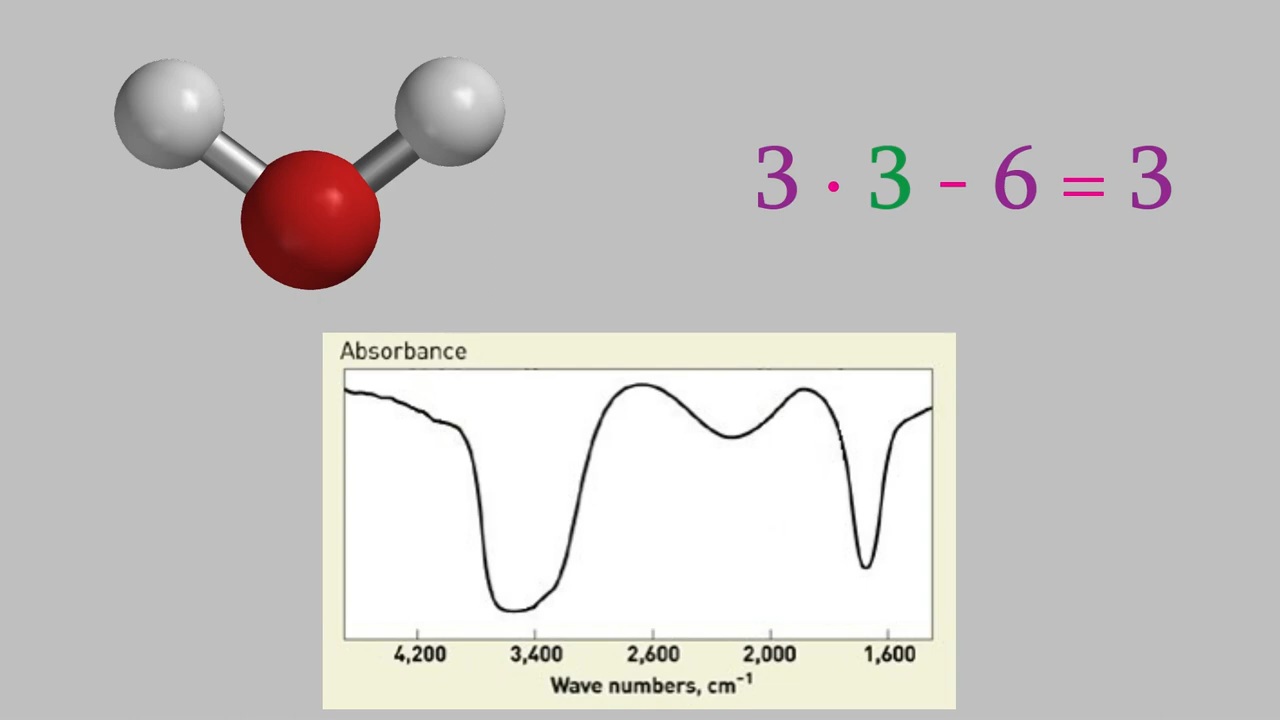 3 · 3 - 6 = 3
Absorbance
4,200 3,400 2,600 2,000 1,600
Wave numbers, cm⁻¹